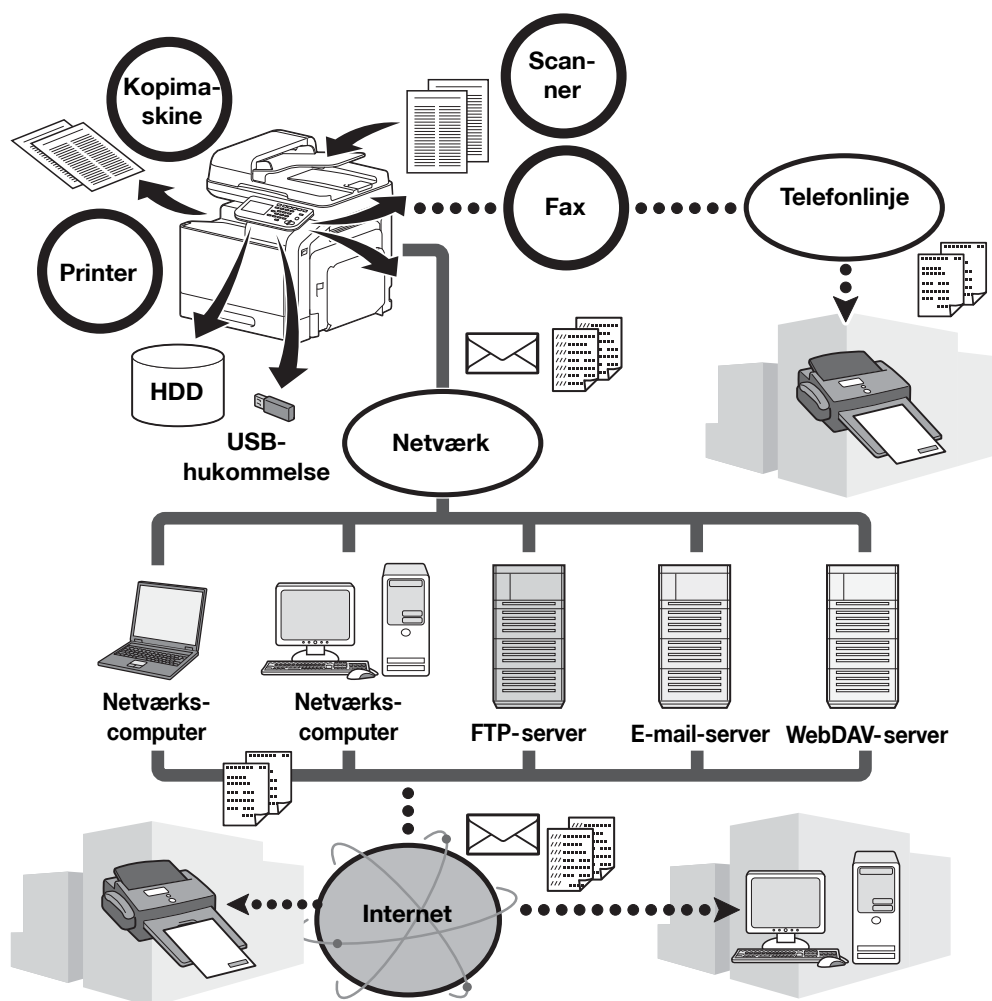 Scan-
ner
Kopima-
skine
Telefonlinje
Fax
Printer
HDD
USB-
hukommelse
Netværk
Netværks-
computer
Netværks-
computer
FTP-server
E-mail-server
WebDAV-server
Internet